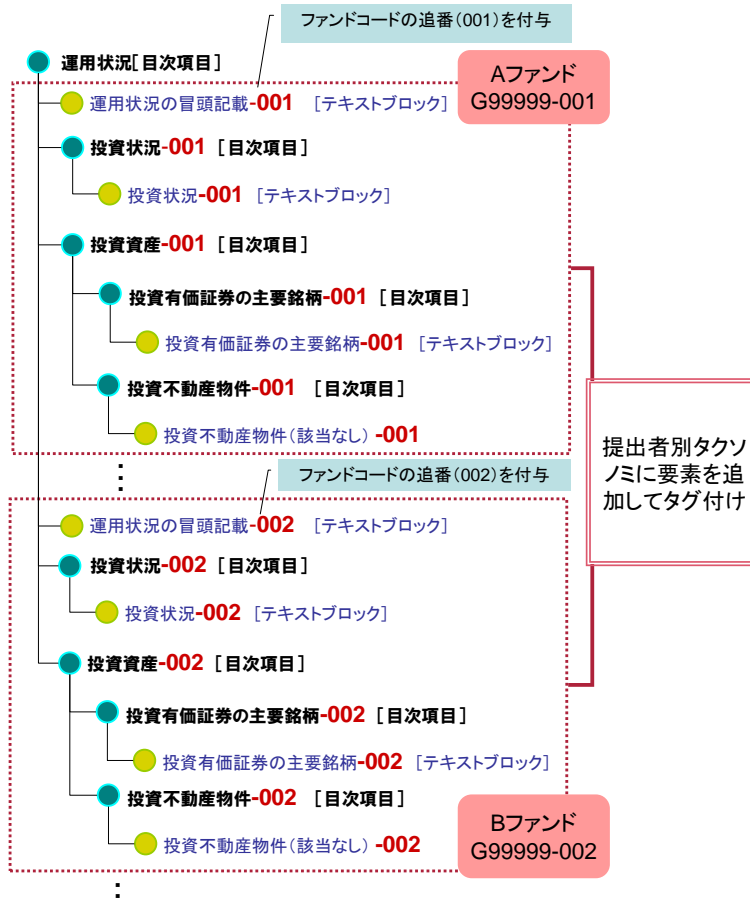 ファンドコードの追番(001)を付与
運用状況[目次項目]
Aファンド
G99999-001
運用状況の冒頭記載-001 [テキストブロック]
投資状況-001 [目次項目]
投資状況-001 [テキストブロック]
投資資産-001 [目次項目]
投資有価証券の主要銘柄-001 [目次項目]
投資有価証券の主要銘柄-001 [テキストブロック]
投資不動産物件-001 [目次項目]
投資不動産物件(該当なし) -001
提出者別タクソ
ノミに要素を追
加してタグ付け
:
ファンドコードの追番(002)を付与
運用状況の冒頭記載-002 [テキストブロック]
投資状況-002 [目次項目]
投資状況-002 [テキストブロック]
投資資産-002 [目次項目]
投資有価証券の主要銘柄-002 [目次項目]
投資有価証券の主要銘柄-002 [テキストブロック]
投資不動産物件-002 [目次項目]
投資不動産物件(該当なし) -002
Bファンド
G99999-002
: